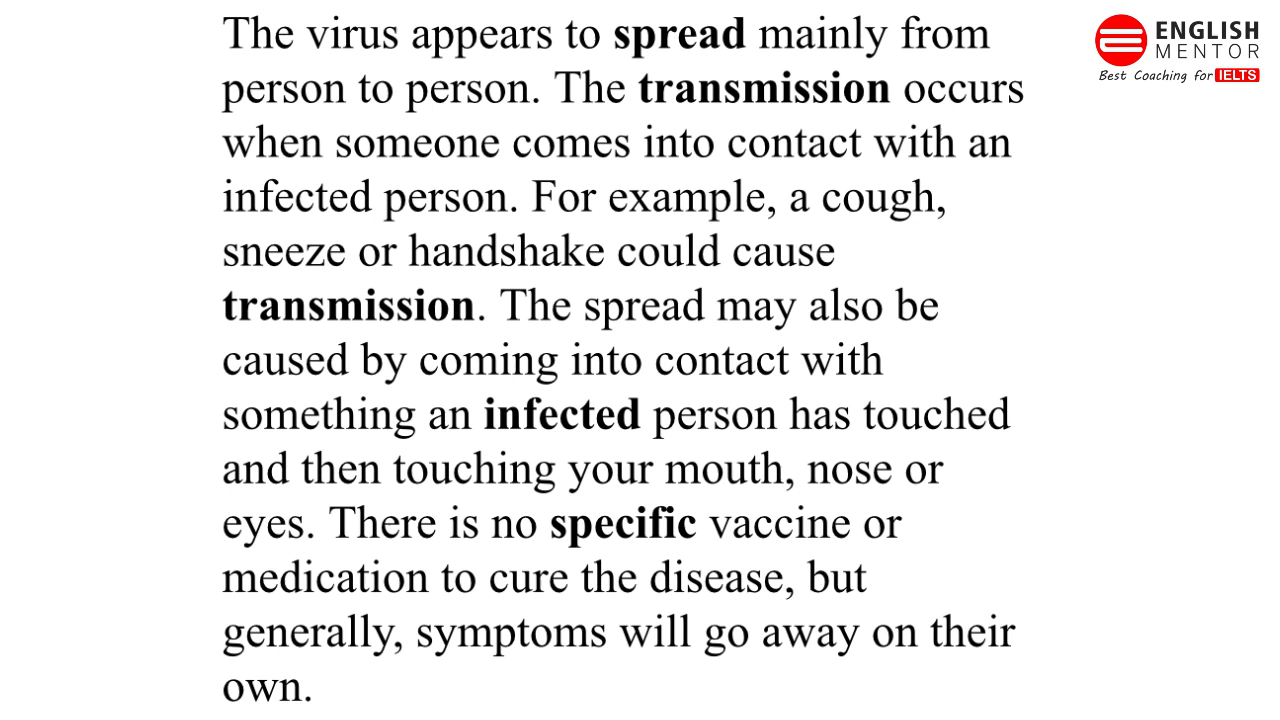 The virus appears to spread mainly from
person to person. The transmission occurs
when someone comes into contact with an
infected person. For example, a cough,
sneeze or handshake could cause
transmission. The spread may also be
caused by coming into contact with
something an infected person has touched
and then touching your mouth, nose or
eyes. There is no specific vaccine or
medication to cure the disease, but
generally, symptoms will go away on their
own.
ENGLISH
MENTOR
Best Coaching for IELTS